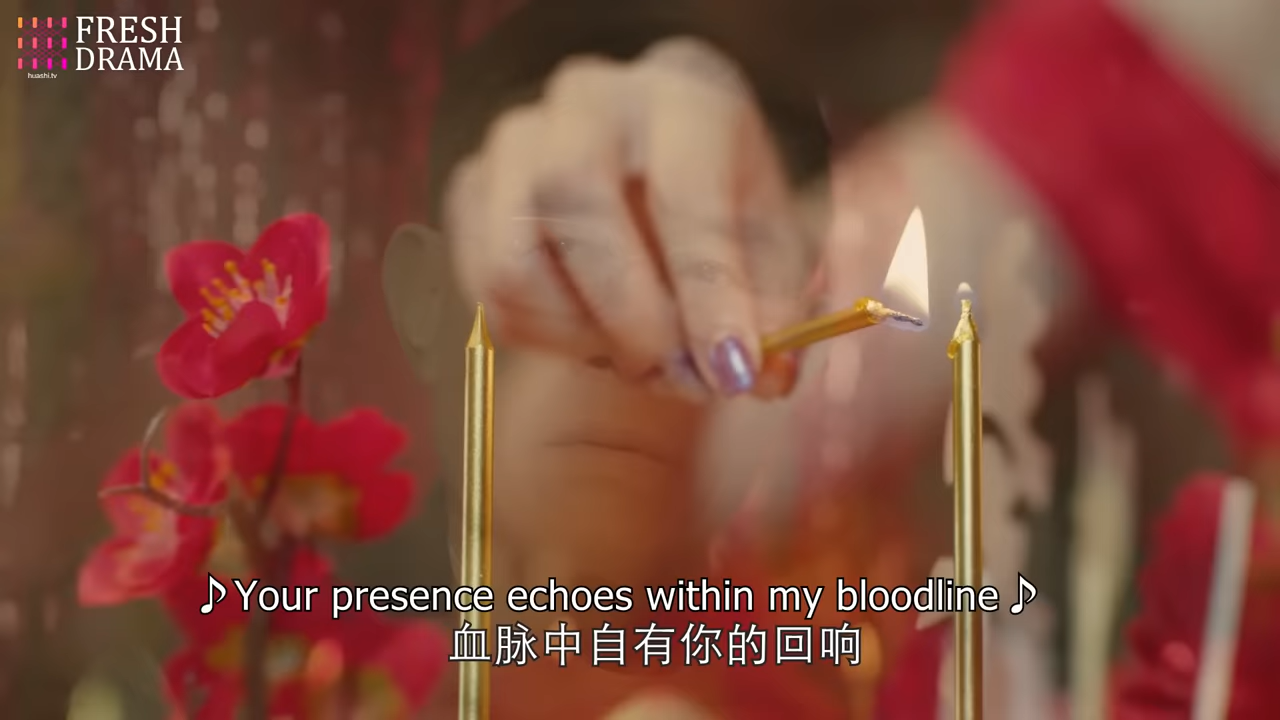 FRESH
DRAMA
huashi.tv
♪Your presence echoes within my bloodline♪
血脉中自有你的回响